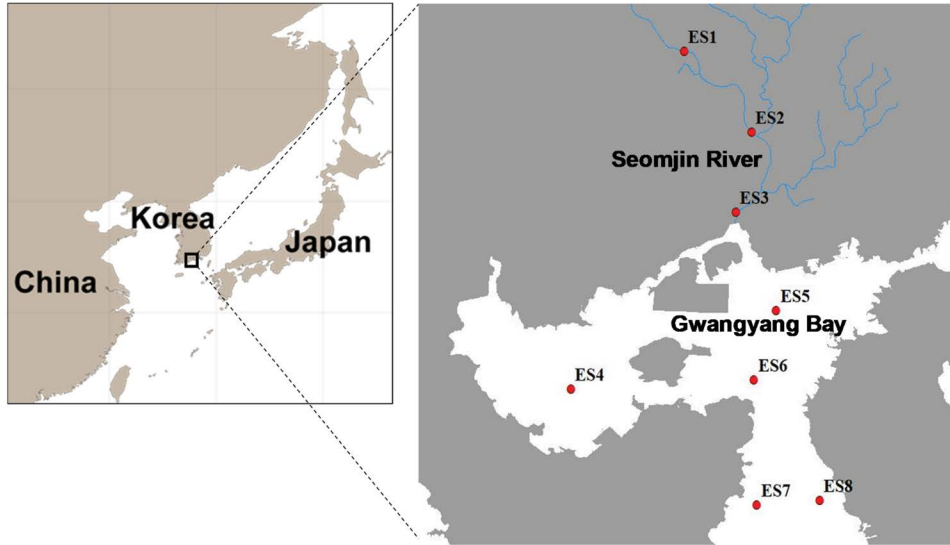 Korea
Japan
China
ES1
ES2
Seomjin River
ES3
ES5
Gwangyang Bay
ES6
ES4
ES7
ES8